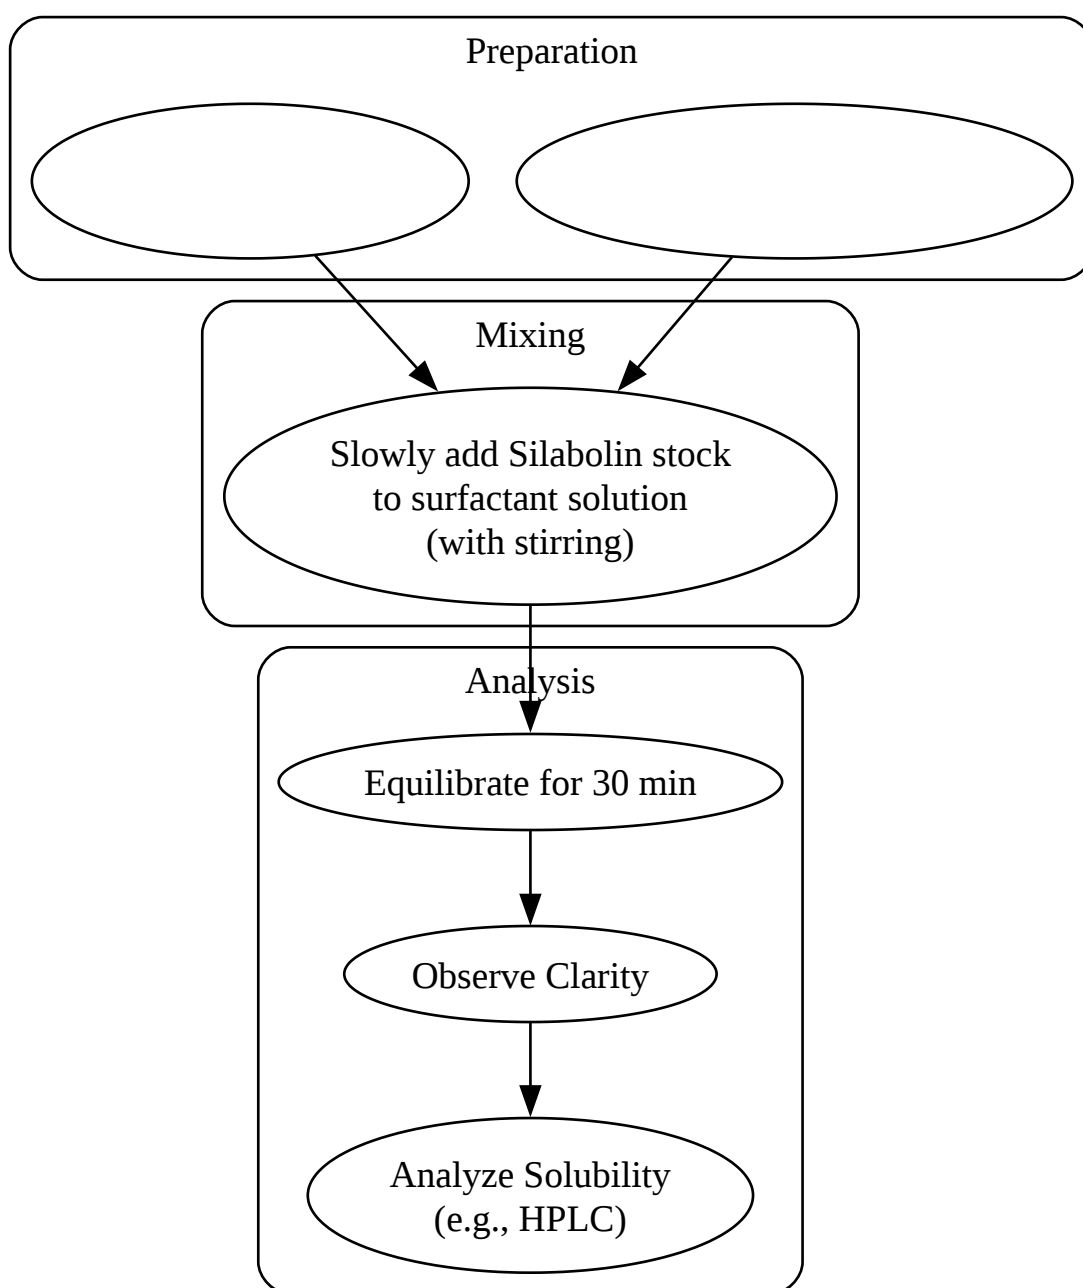 Preparation
Mixing
Slowly add Silabolin stock
to surfactant solution
(with stirring)
Analysis
Equilibrate for 30 min
Observe Clarity
Analyze Solubility
(e.g., HPLC)